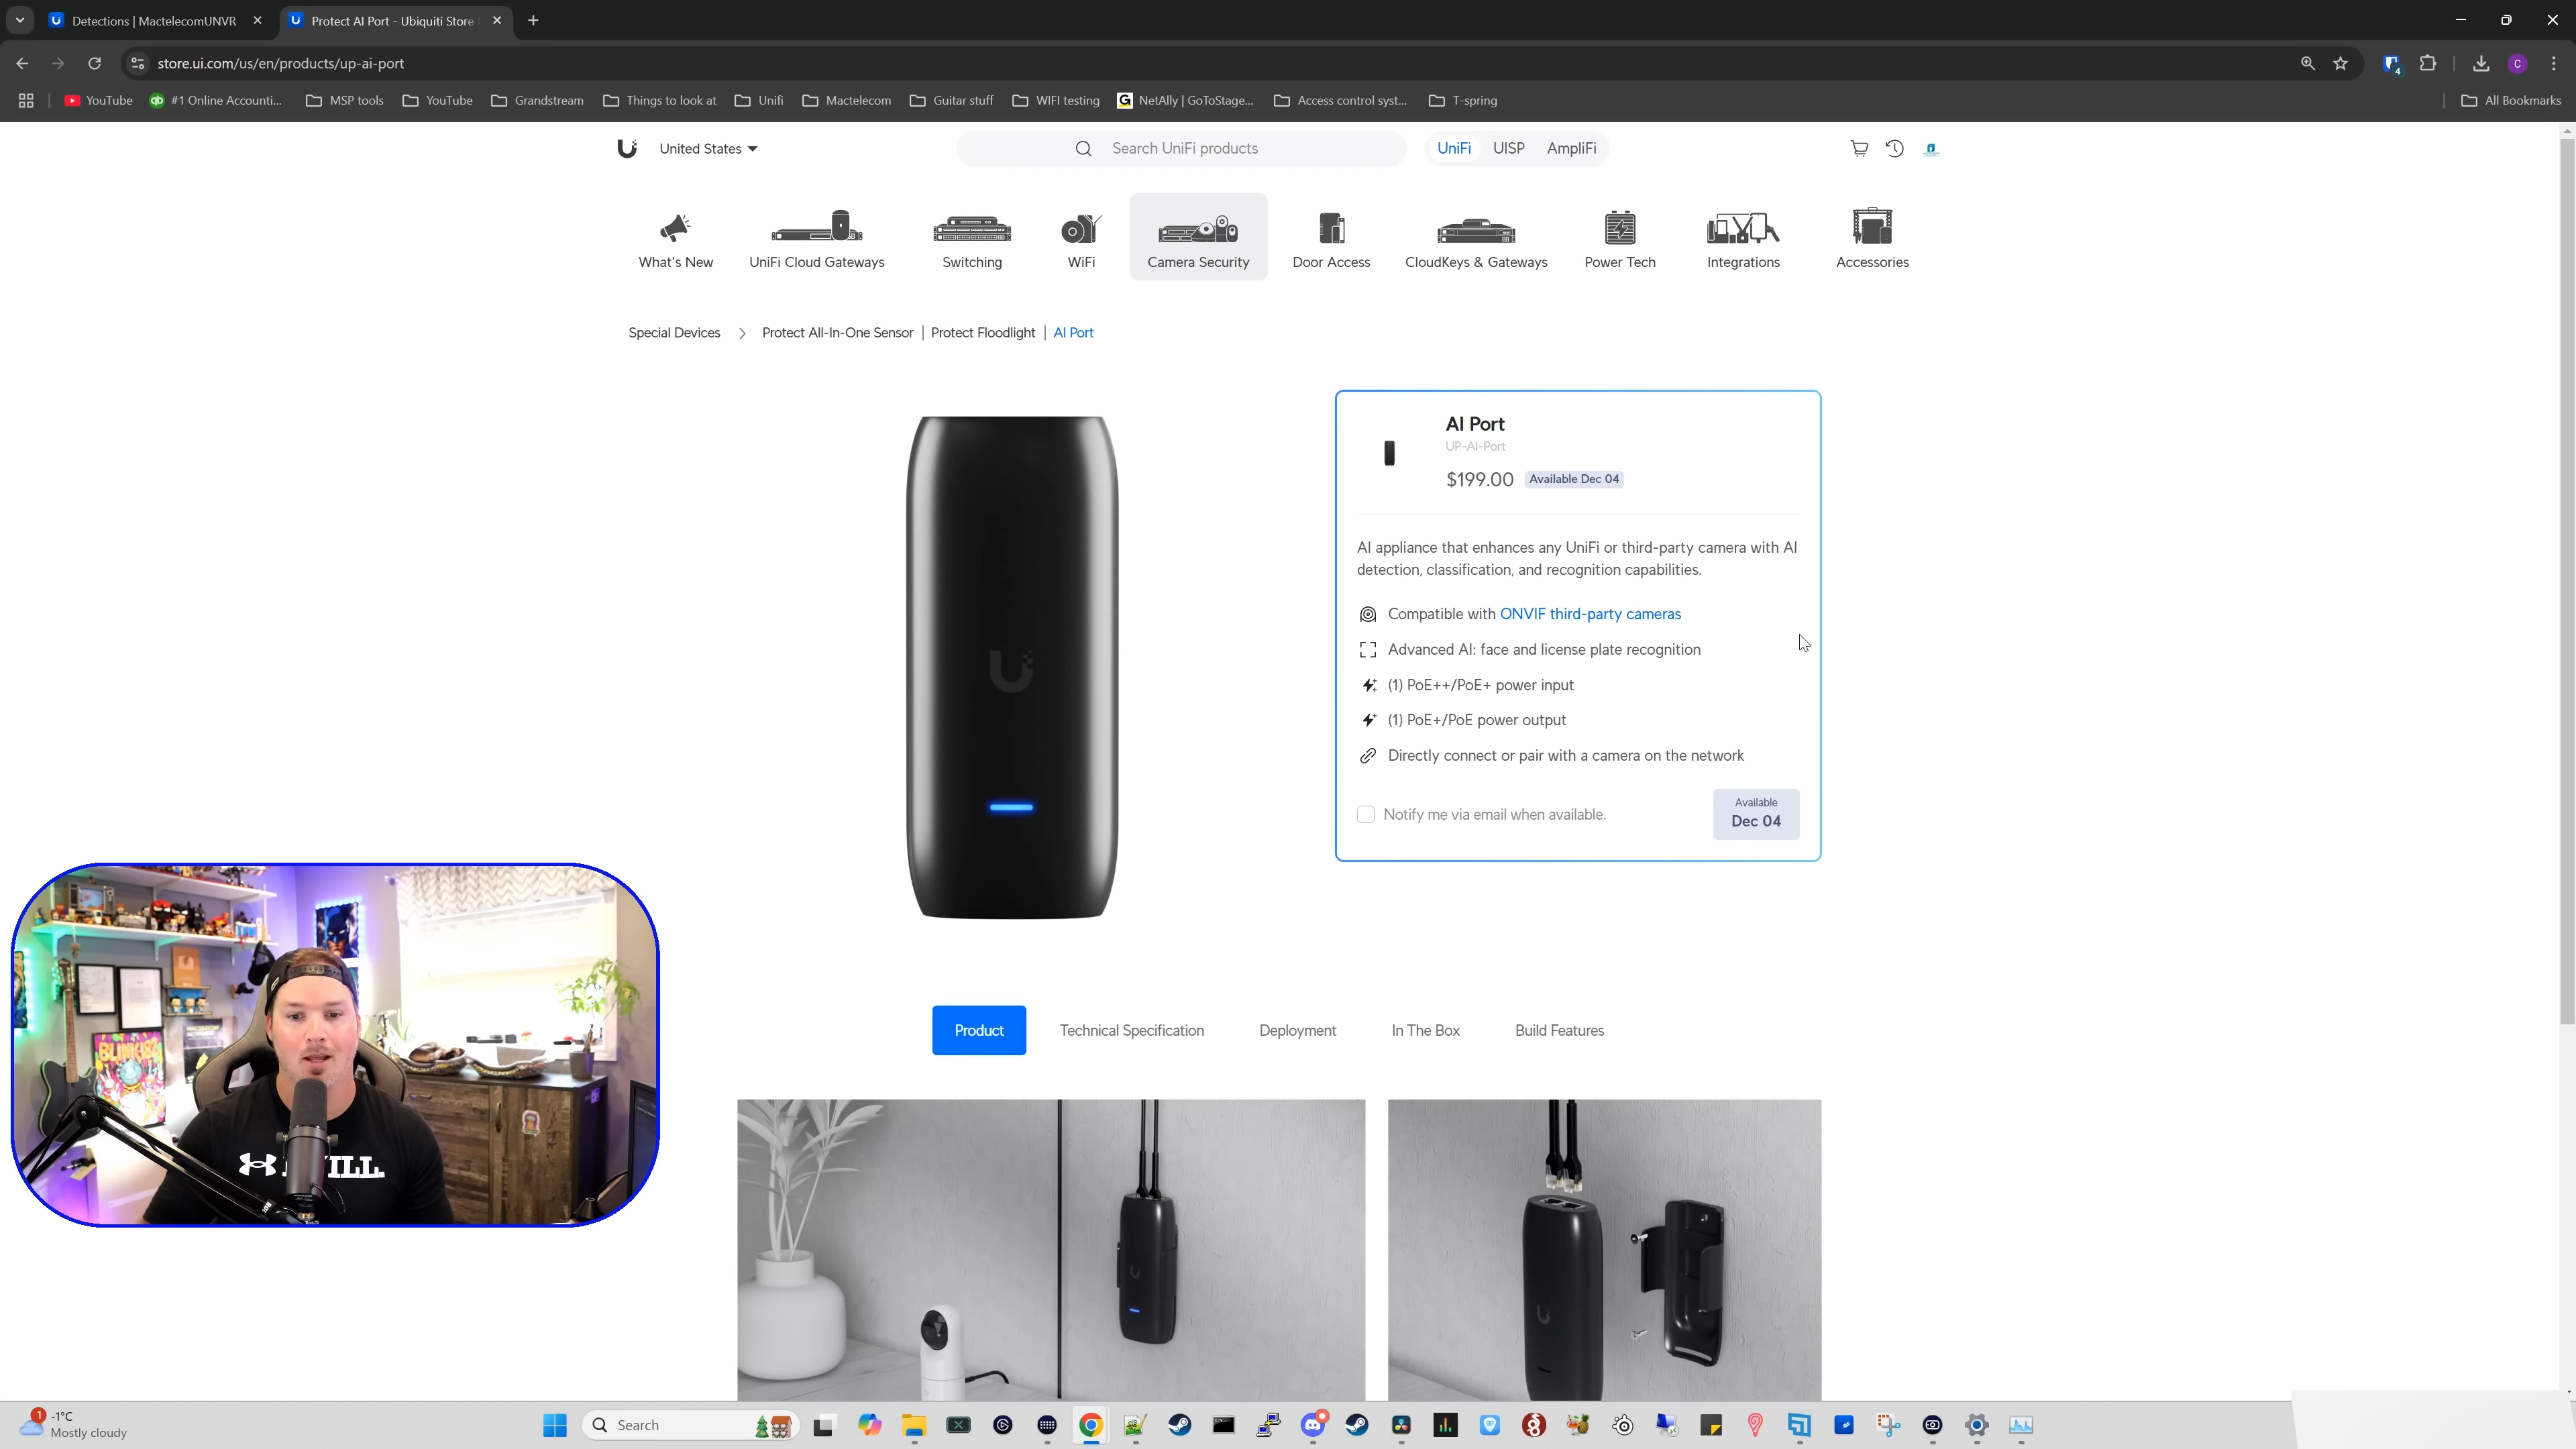 Detections | MactelecomUNVR
Protect AI Port - Ubiquiti Store
store.ui.com/us/en/products/up-ai-port
4
C
YouTube
#1 Online Accounti...
MSP tools
YouTube
Grandstream
Things to look at
Unifi
Mactelecom
Guitar stuff
WIFI testing
NetAlly | GoToStage...
Access control syst...
T-spring
All Bookmarks
United States
Search UniFi products
UniFi
UISP
AmpliFi
What's New
UniFi Cloud Gateways
Switching
WiFi
Camera Security
Door Access
CloudKeys & Gateways
Power Tech
Integrations
Accessories
Special Devices
Protect All-In-One Sensor
Protect Floodlight
AI Port
AI Port
UP-AI-Port
$199.00
Available Dec 04
AI appliance that enhances any UniFi or third-party camera with AI
detection, classification, and recognition capabilities.
Compatible with ONVIF third-party cameras
Advanced AI: face and license plate recognition
(1) PoE++/PoE+ power input
(1) PoE+/PoE power output
Directly connect or pair with a camera on the network
Notify me via email when available.
Available
Dec 04
Product
Technical Specification
Deployment
In The Box
Build Features
BLINK-182
1
-1°C
Mostly cloudy
Search